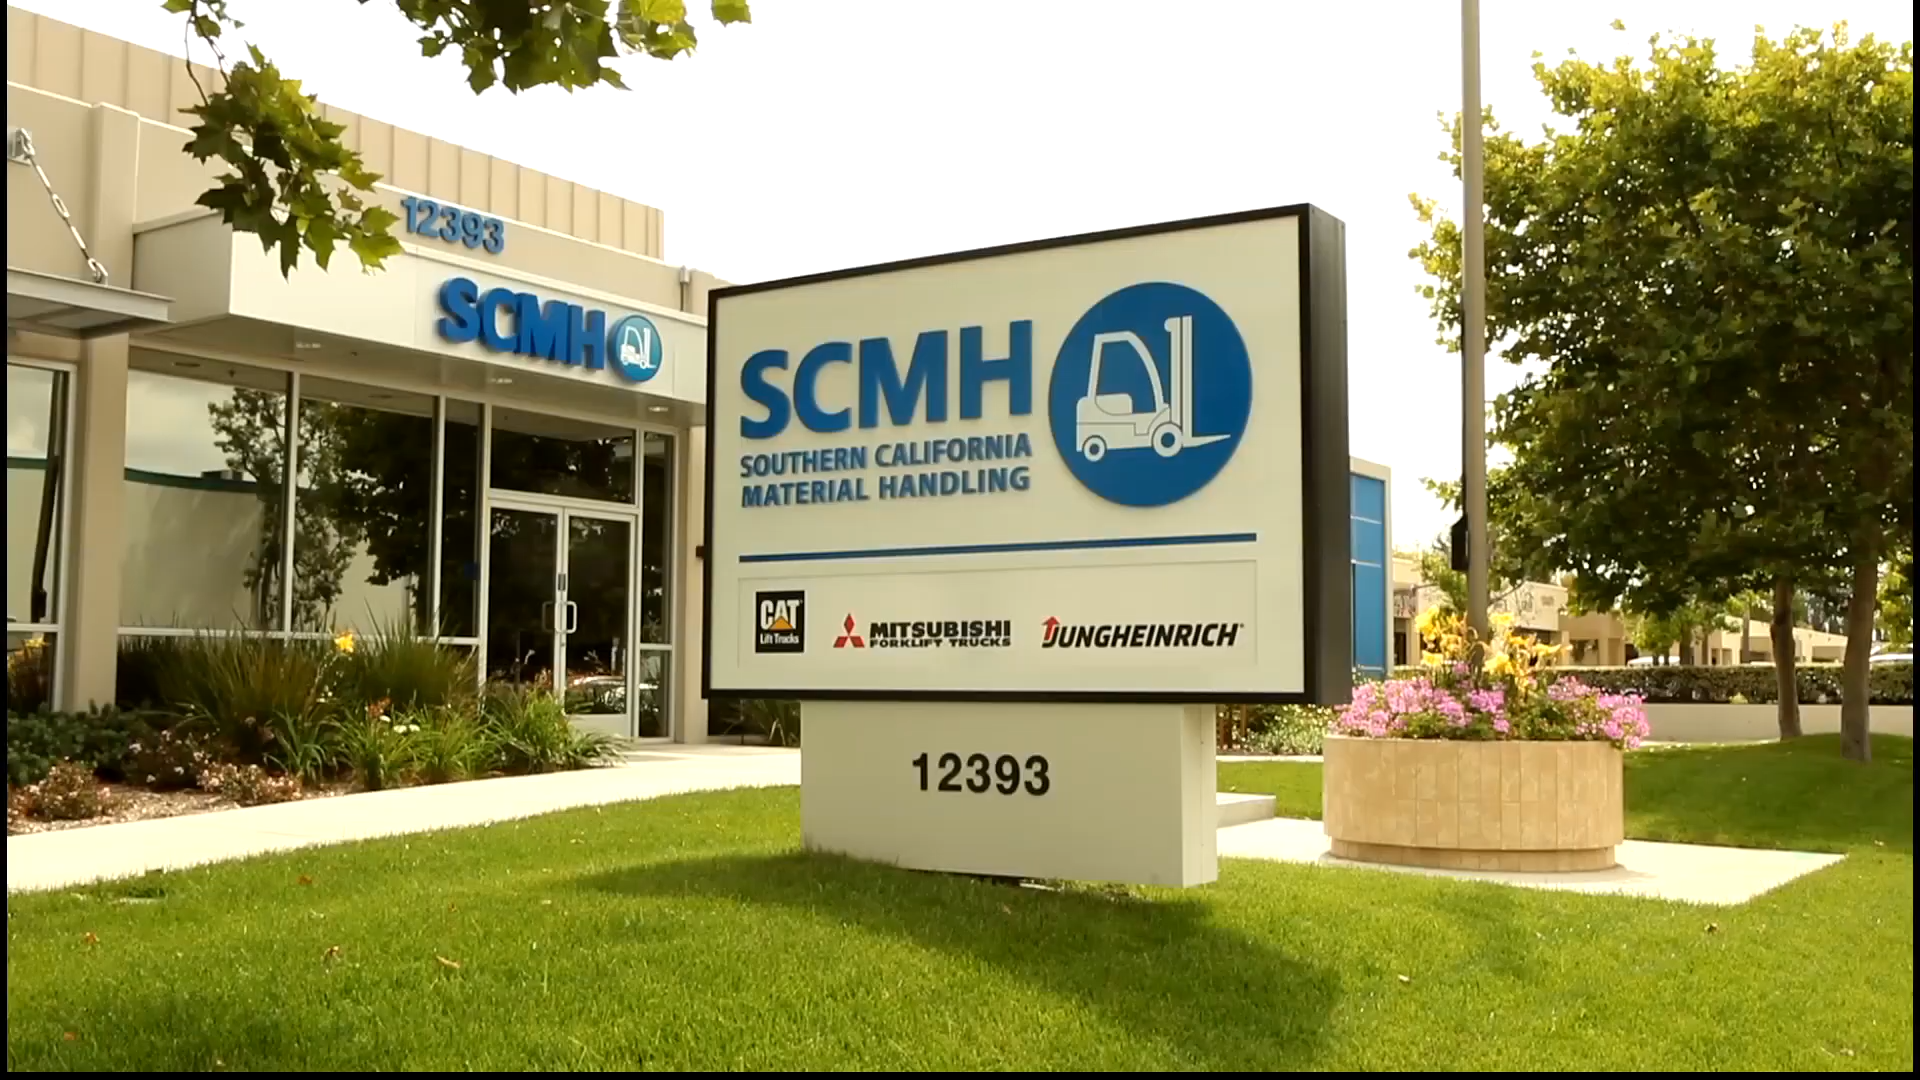 12393
SCMH
SCMH
SOUTHERN CALIFORNIA
MATERIAL HANDLING
CAT
Lift Trucks
MITSUBISHI
FORKLIFT TRUCKS
JUNGHEINRICH
12393